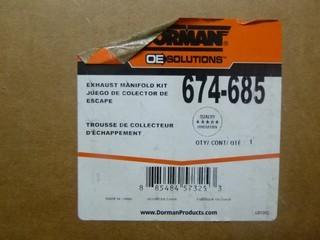 DORMAN
OE SOLUTIONS™
EXHAUST MANIFOLD KIT
JUEGO DE COLECTOR DE
ESCAPE
674-685
TROUSSE DE COLLECTEUR
D'ÉCHAPPEMENT
QUALITY
QTY/CONT/QTÉ 1
8 85484 57325 3
www.DormanProducts.com